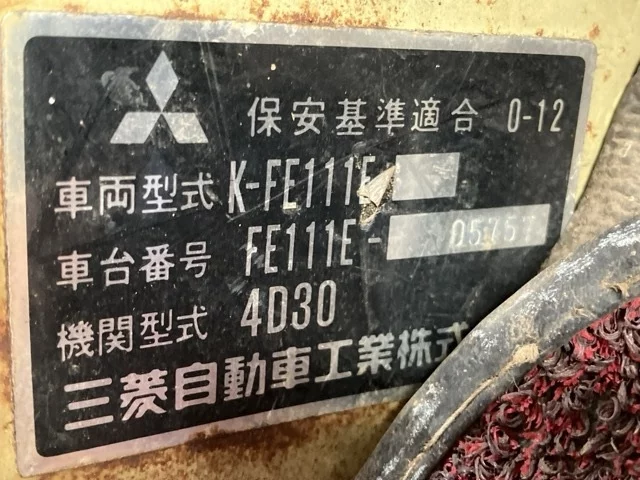 保安基準適合 0-12
車両型式 K-FE111E
車台番号 FE111E- 05757
機関型式 4D30
三菱自動車工業株式